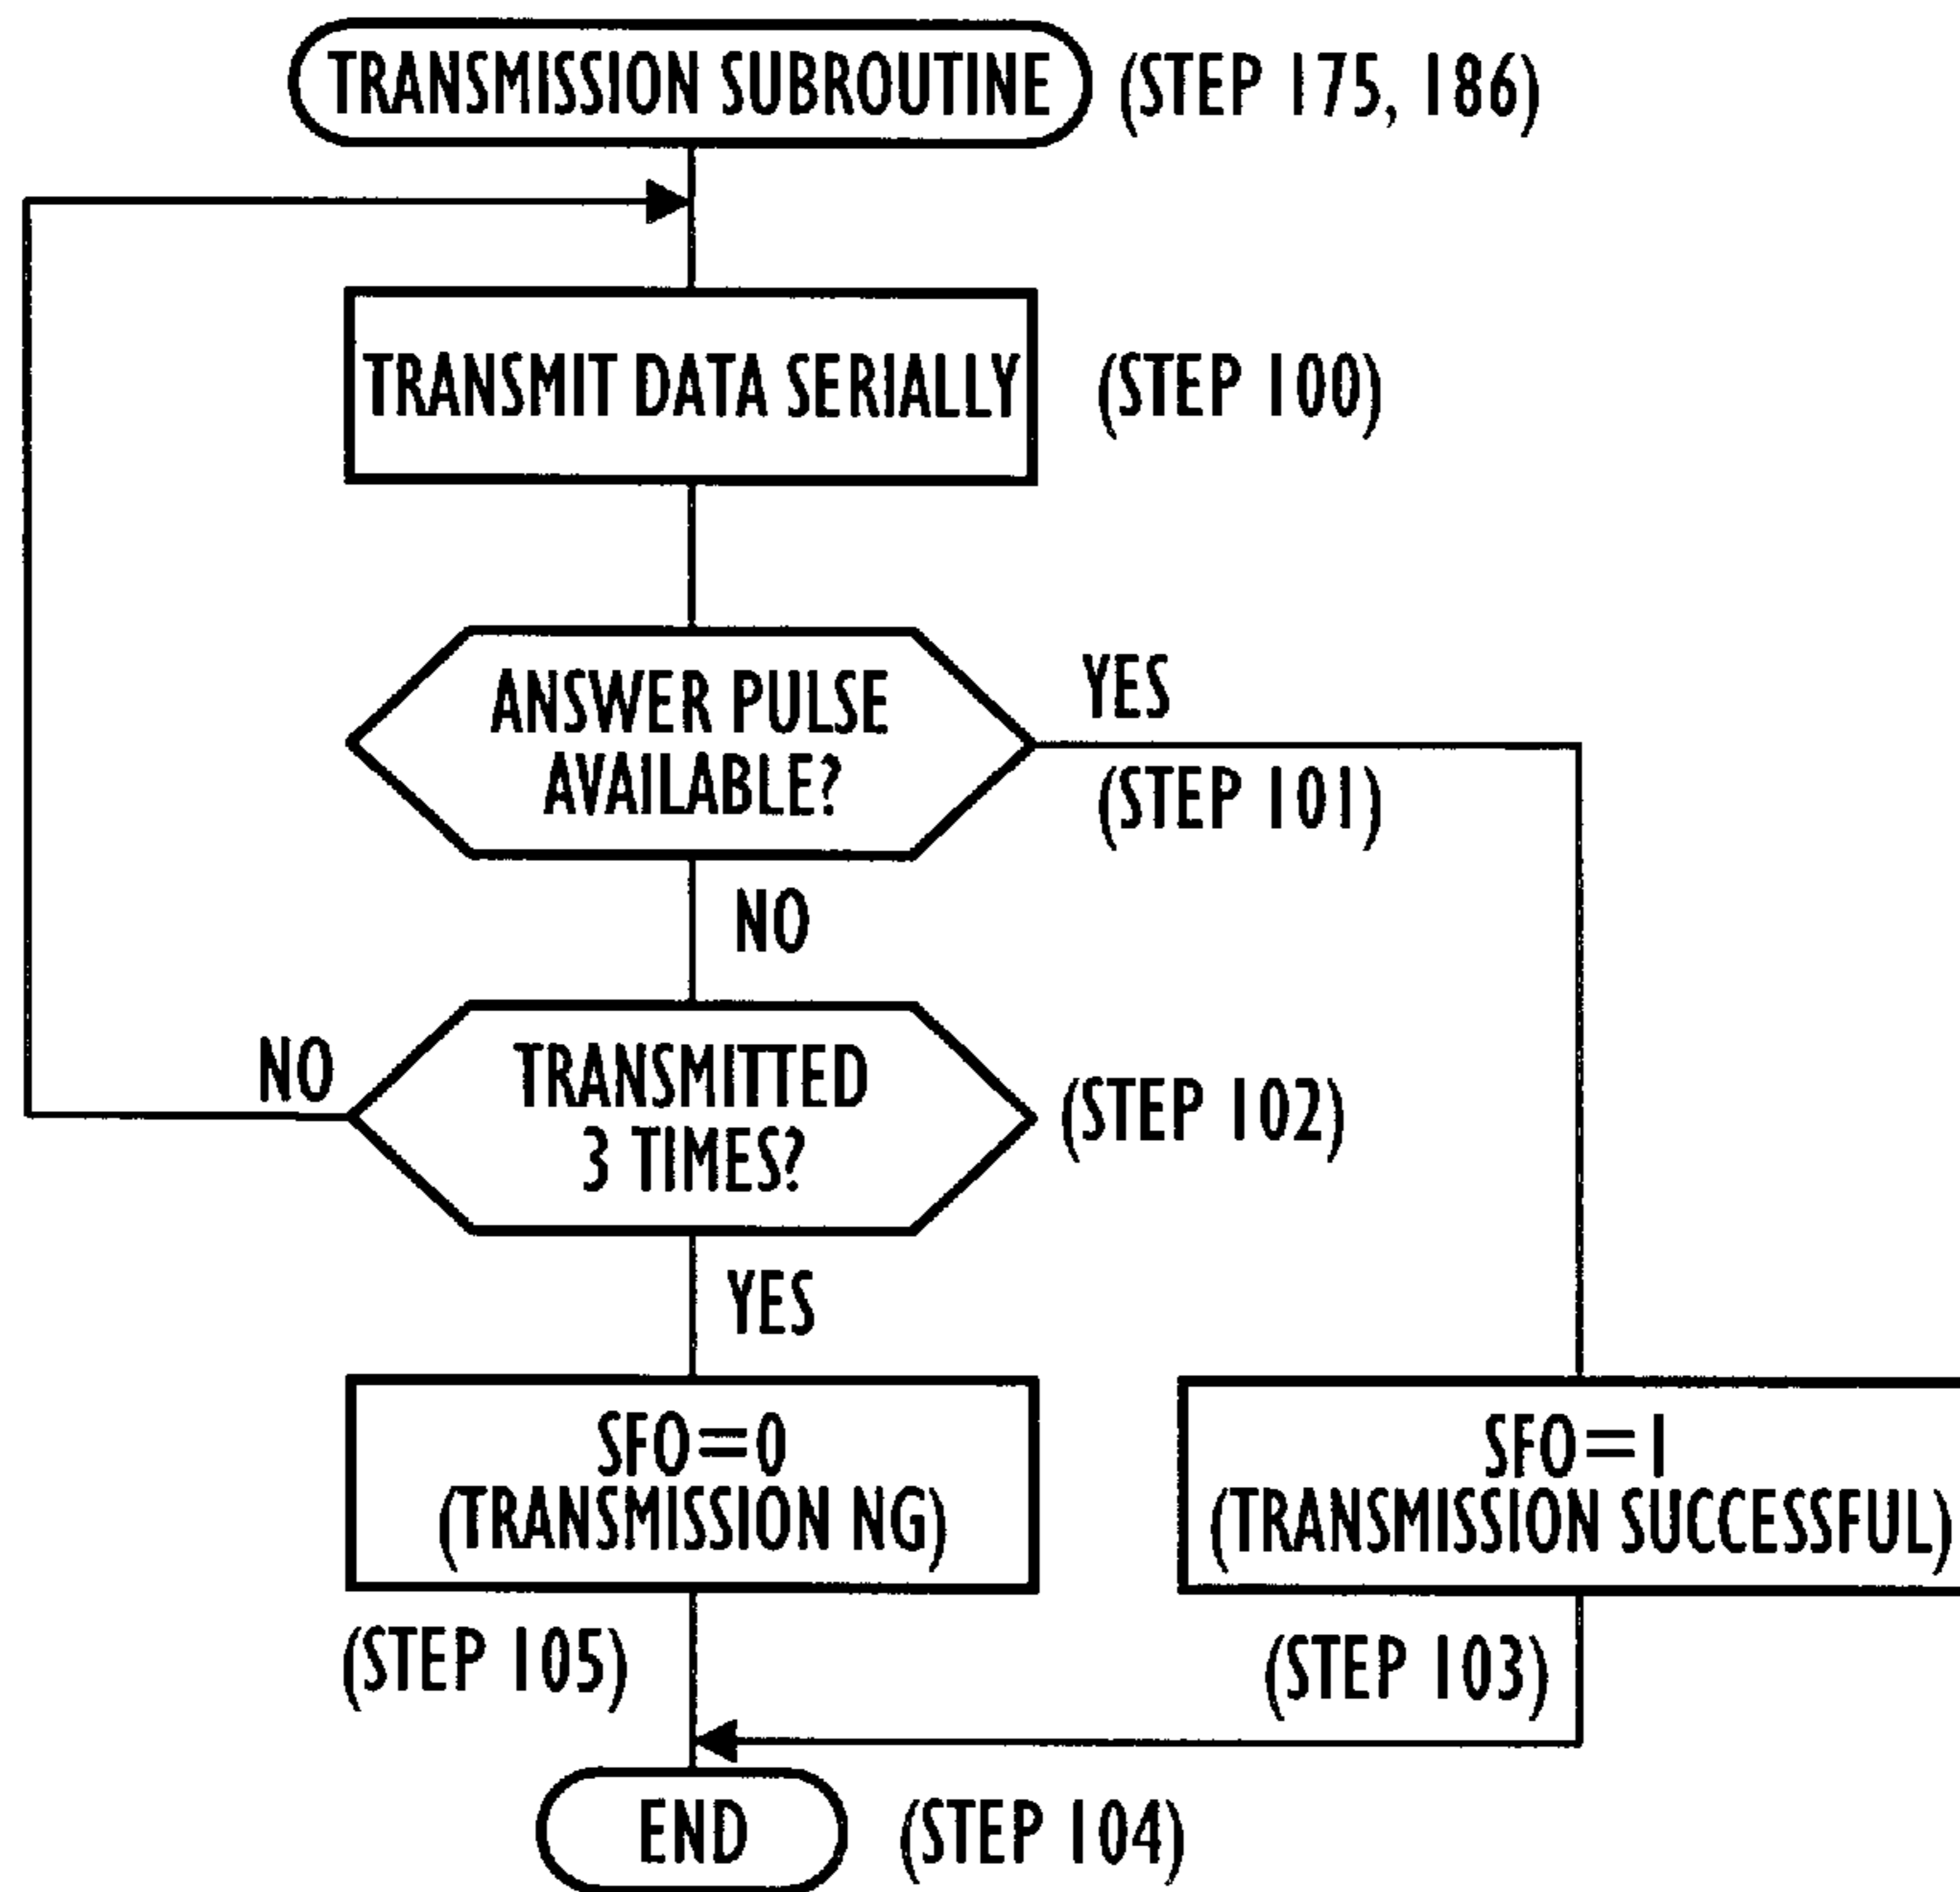 TRANSMISSION SUBROUTINE (STEP 175, 186)
TRANSMIT DATA SERIALLY (STEP 100)
ANSWER PULSE
AVAILABLE?
YES
(STEP 101)
NO
TRANSMITTED
3 TIMES?
NO
(STEP 102)
YES
SFO=0
(TRANSMISSION NG)
SFO=1
(TRANSMISSION SUCCESSFUL)
(STEP 105)
(STEP 103)
END (STEP 104)